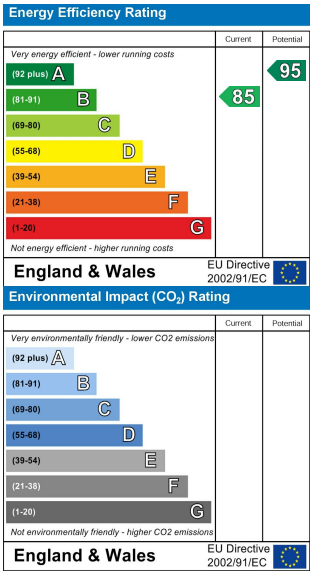 Energy Efficiency Rating
Current Potential
Very energy efficient - lower running costs
(92 plus) A
(81-91) B
(69-80) C
(55-68) D
(39-54) E
(21-38) F
(1-20) G
85
95
Not energy efficient - higher running costs
England & Wales
EU Directive
2002/91/EC
Environmental Impact (CO₂) Rating
Current Potential
Very environmentally friendly - lower CO2 emissions
(92 plus) A
(81-91) B
(69-80) C
(55-68) D
(39-54) E
(21-38) F
(1-20) G
Not environmentally friendly - higher CO2 emissions
England & Wales
EU Directive
2002/91/EC